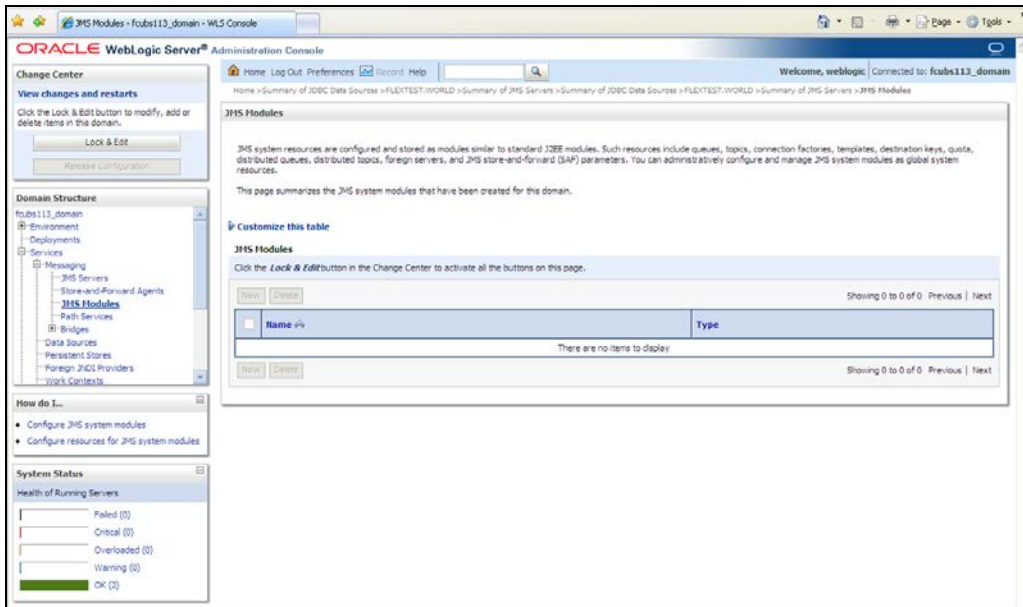 JMS Modules - fcubs113_domain - WLS Console
Page
Tools
ORACLE WebLogic Server® Administration Console
Change Center
View changes and restarts
Click the Lock & Edit button to modify, add or
delete items in this domain.
Lock & Edit
Release Configuration
Domain Structure
fcubs113_domain
Environment
Deployments
Services
Messaging
JMS Servers
Store-and-Forward Agents
JMS Modules
Path Services
Bridges
Data Sources
Persistent Stores
Foreign JNDI Providers
Work Contexts
How do I...
Configure JMS system modules
Configure resources for JMS system modules
System Status
Health of Running Servers
Failed (0)
Critical (0)
Overloaded (0)
Warning (0)
OK (2)
Home Log Out Preferences Record Help
Welcome, weblogic Connected to: fcubs113_domain
Home >Summary of JDBC Data Sources >FLEXTEST.WORLD >Summary of JMS Servers >Summary of JDBC Data Sources >FLEXTEST.WORLD >Summary of JMS Servers >JMS Modules
JMS Modules
JMS system resources are configured and stored as modules similar to standard J2EE modules. Such resources include queues, topics, connection factories, templates, destination keys, quota,
distributed queues, distributed topics, foreign servers, and JMS store-and-forward (SAF) parameters. You can administratively configure and manage JMS system modules as global system
resources.
This page summarizes the JMS system modules that have been created for this domain.
Customize this table
JMS Modules
Click the Lock & Edit button in the Change Center to activate all the buttons on this page.
New Delete Showing 0 to 0 of 0 Previous | Next
Name Type
There are no items to display
New Delete Showing 0 to 0 of 0 Previous | Next